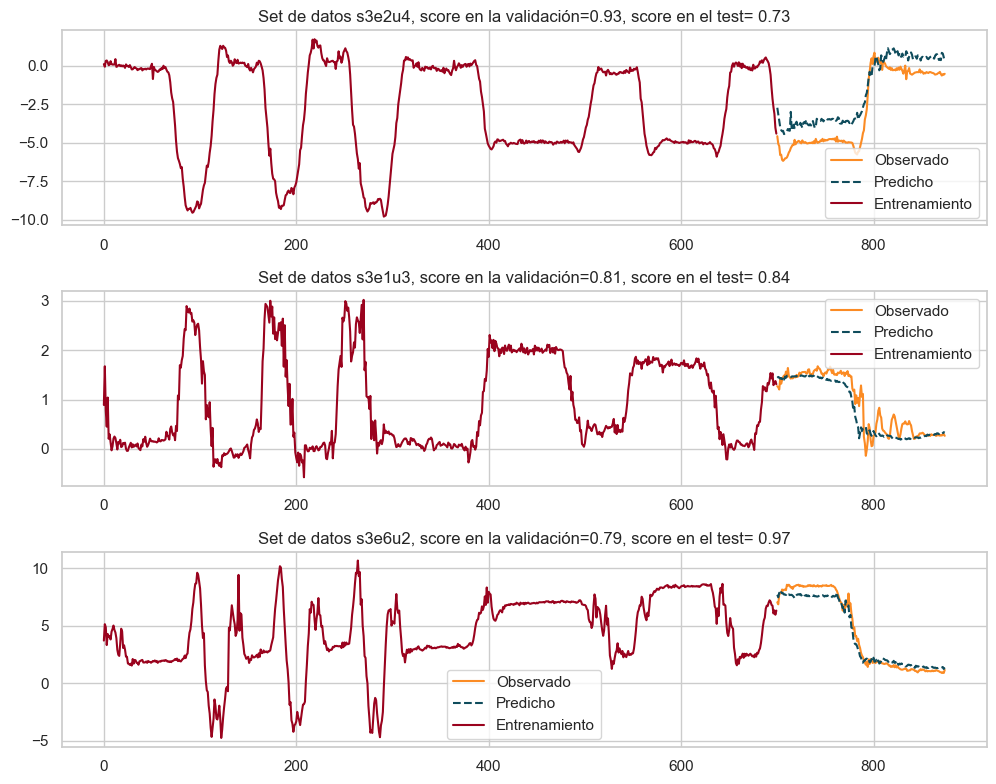 Set de datos s3e2u4, score en la validación=0.93, score en el test= 0.73
0.0
−2.5
−5.0
−7.5
−10.0
0 200 400 600 800
Observado
Predicho
Entrenamiento
Set de datos s3e1u3, score en la validación=0.81, score en el test= 0.84
3
2
1
0
0 200 400 600 800
Observado
Predicho
Entrenamiento
Set de datos s3e6u2, score en la validación=0.79, score en el test= 0.97
10
5
0
−5
0 200 400 600 800
Observado
Predicho
Entrenamiento